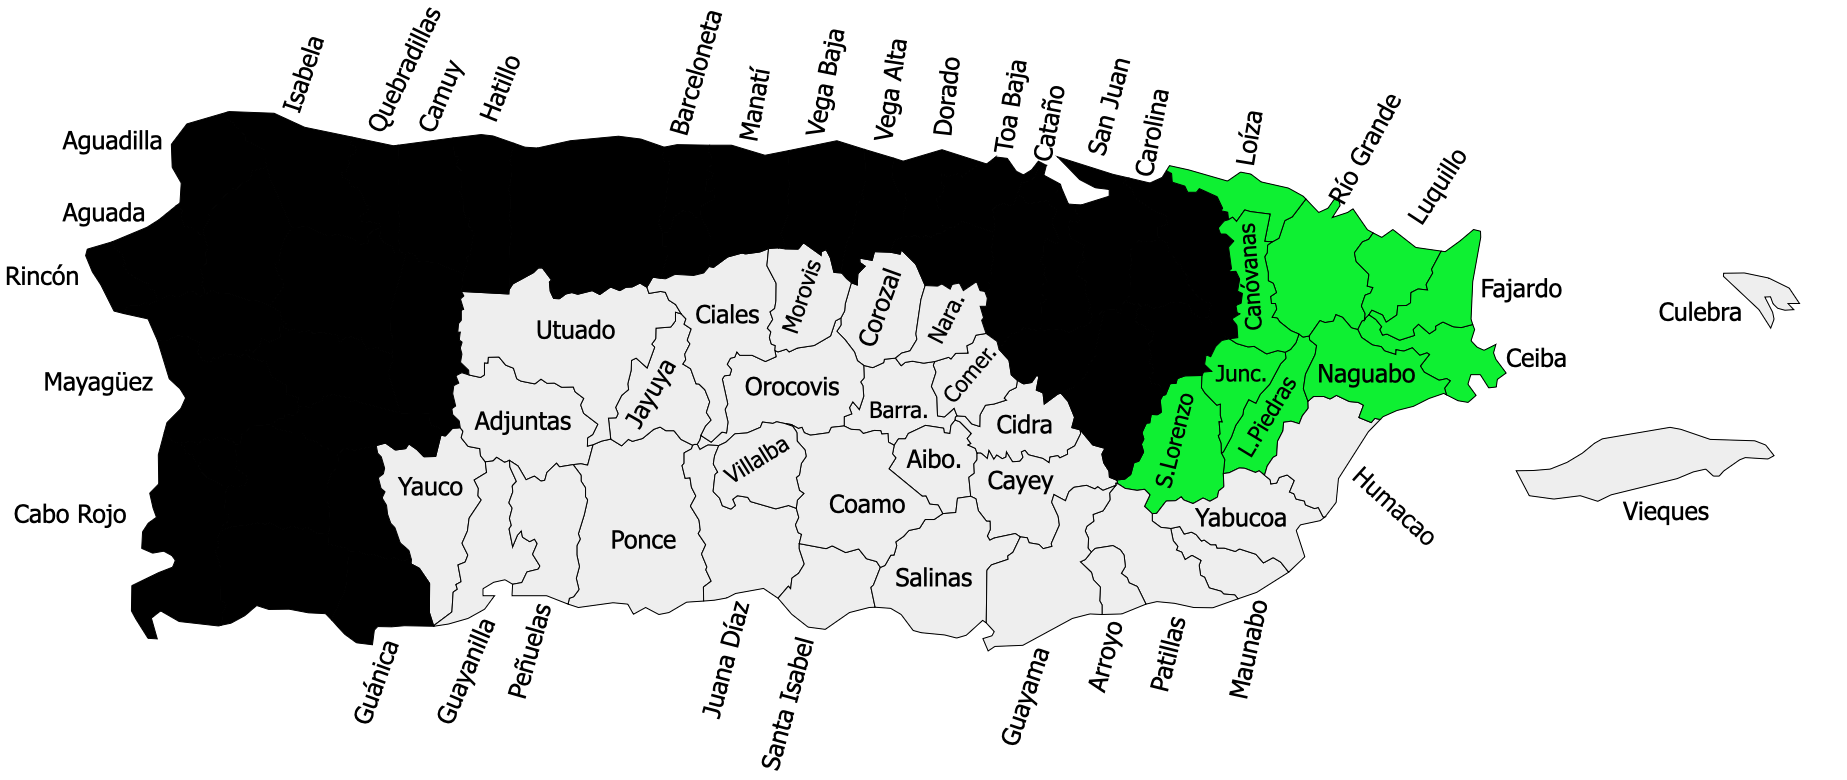 Isabela
Quebradillas
Camuy
Hatillo
Barceloneta
Manatí
Vega Baja
Vega Alta
Dorado
Toa Baja
Cataño
San Juan
Carolina
Loíza
Río Grande
Luquillo
Aguadilla
Aguada
Rincón
Mayagüez
Cabo Rojo
Utuado
Ciales
Morovis
Corozal
Nara.
Canóvanas
Fajardo
Culebra
Adjuntas
Jayuya
Orocovis
Barra.
Comer.
Cidra
Junc.
L.Piedras
Naguabo
Ceiba
Yauco
Villalba
Aibo.
Cayey
S.Lorenzo
Ponce
Coamo
Yabucoa
Humacao
Vieques
Salinas
Guánica
Guayanilla
Peñuelas
Juana Díaz
Santa Isabel
Guayama
Arroyo
Patillas
Maunabo